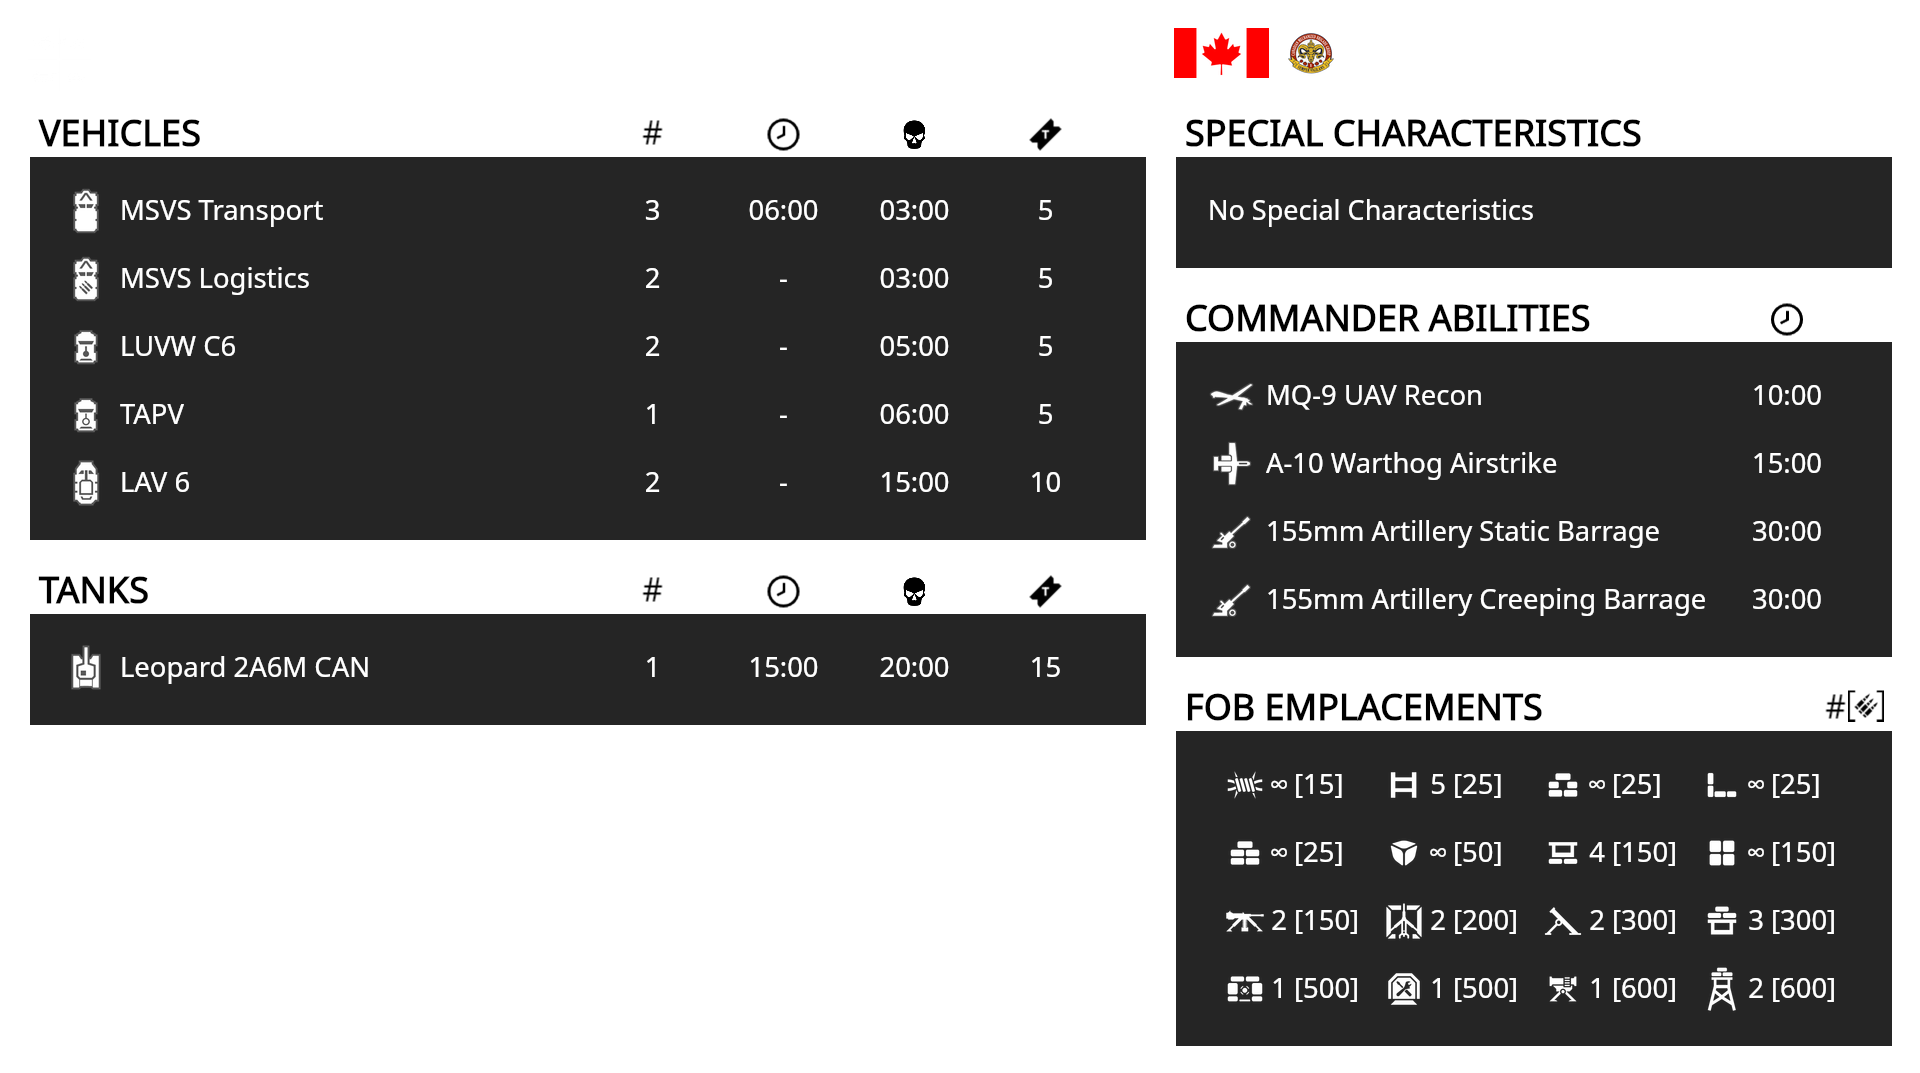 VEHICLES #
MSVS Transport 3 06:00 03:00 5
MSVS Logistics 2 - 03:00 5
LUVW C6 2 - 05:00 5
TAPV 1 - 06:00 5
LAV 6 2 - 15:00 10
TANKS #
Leopard 2A6M CAN 1 15:00 20:00 15
SPECIAL CHARACTERISTICS
No Special Characteristics
COMMANDER ABILITIES
MQ-9 UAV Recon 10:00
A-10 Warthog Airstrike 15:00
155mm Artillery Static Barrage 30:00
155mm Artillery Creeping Barrage 30:00
FOB EMPLACEMENTS #[]
∞ [15] 5 [25] ∞ [25] ∞ [25]
∞ [25] ∞ [50] 4 [150] ∞ [150]
2 [150] 2 [200] 2 [300] 3 [300]
1 [500] 1 [500] 1 [600] 2 [600]